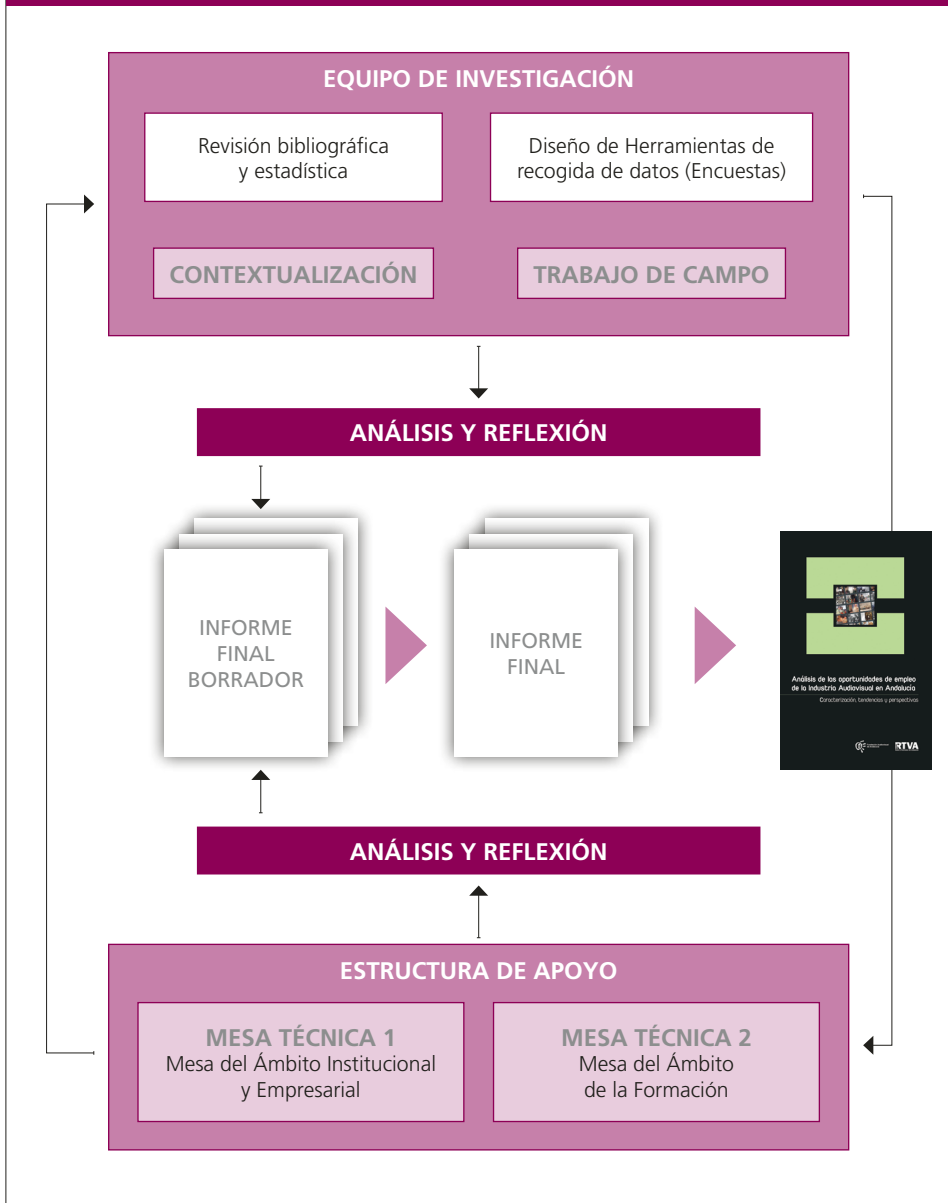 EQUIPO DE INVESTIGACIÓN
Revisión bibliográfica
y estadística
Diseño de Herramientas de
recogida de datos (Encuestas)
CONTEXTUALIZACIÓN
TRABAJO DE CAMPO
ANÁLISIS Y REFLEXIÓN
INFORME
FINAL
BORRADOR
INFORME
FINAL
Análisis de las oportunidades de empleo
de la Industria Audiovisual en Andalucía
Caracterización, tendencias y perspectivas
RTVA
ANÁLISIS Y REFLEXIÓN
ESTRUCTURA DE APOYO
MESA TÉCNICA 1
Mesa del Ámbito Institucional
y Empresarial
MESA TÉCNICA 2
Mesa del Ámbito
de la Formación